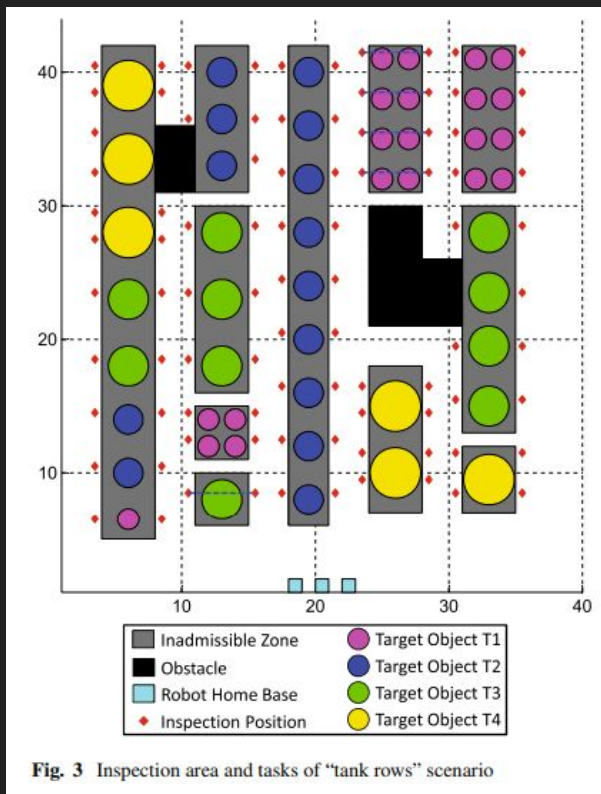 40
30
20
10
10
20
30
40
Inadmissible Zone
Obstacle
Robot Home Base
Inspection Position
Target Object T1
Target Object T2
Target Object T3
Target Object T4
Fig. 3 Inspection area and tasks of “tank rows” scenario